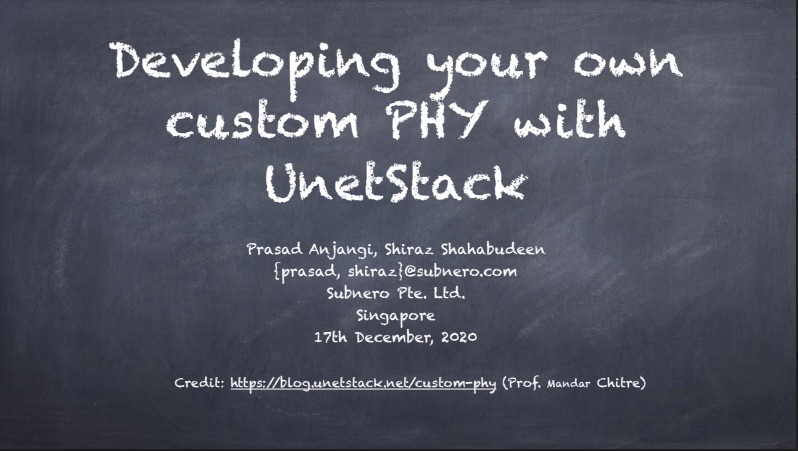 Developing your own
custom PHY with
UnetStack
Prasad Anjangi, Shiraz Shahabudeen
{prasad, shiraz}@subnero.com
Subnero Pte. Ltd.
Singapore
17th December, 2020
Credit: https://blog.unetstack.net/custom-phy (Prof. Mandar Chitre)